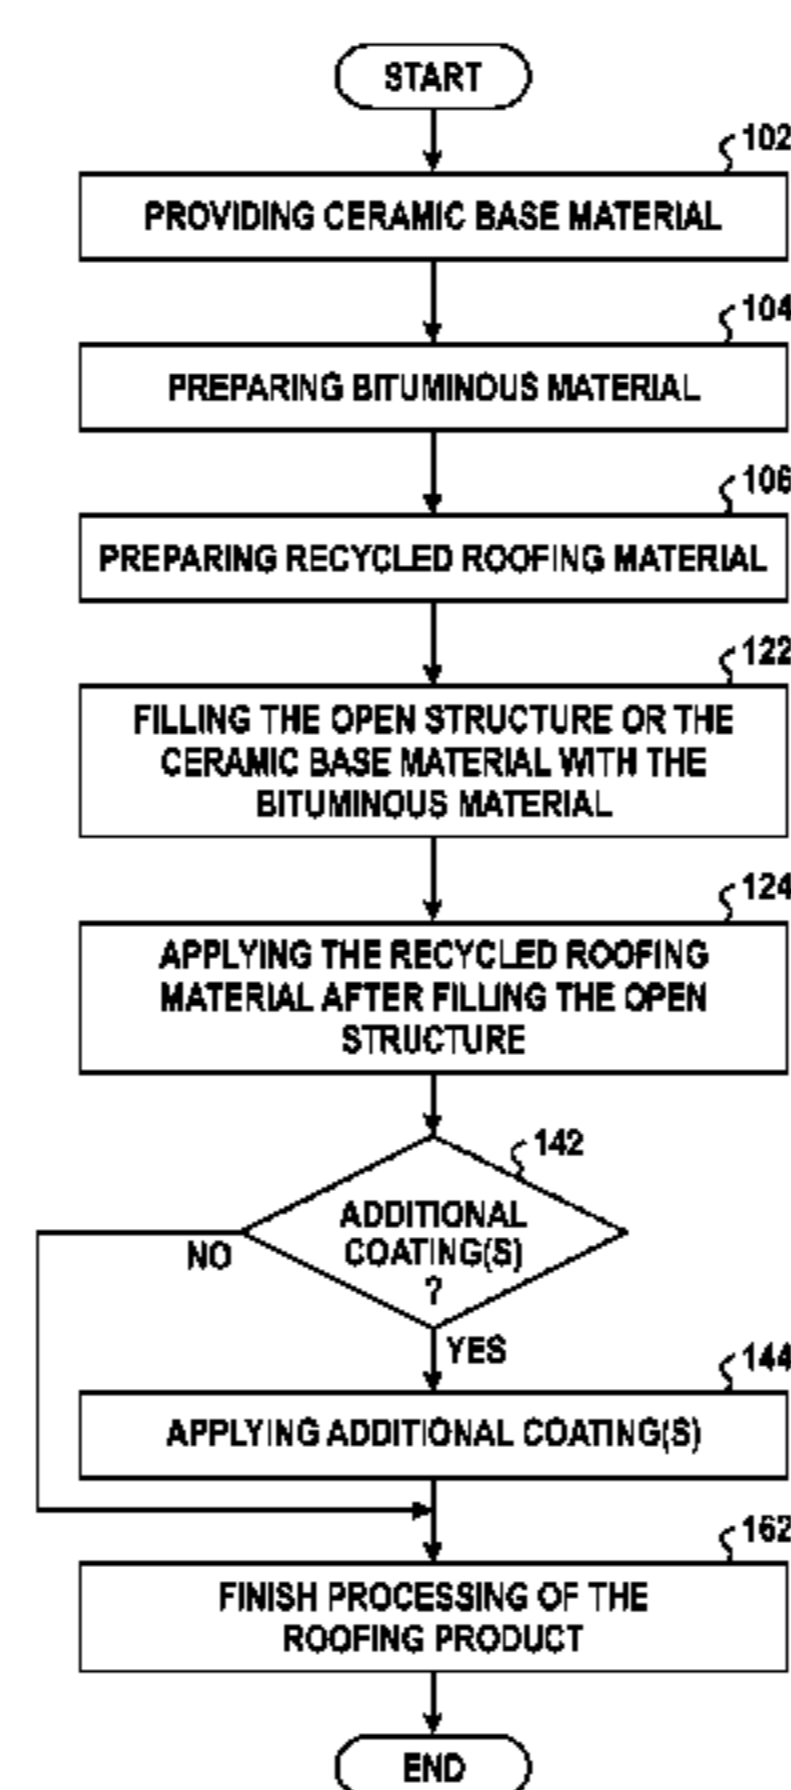 START
102
PROVIDING CERAMIC BASE MATERIAL
104
PREPARING BITUMINOUS MATERIAL
106
PREPARING RECYCLED ROOFING MATERIAL
122
FILLING THE OPEN STRUCTURE OR THE
CERAMIC BASE MATERIAL WITH THE
BITUMINOUS MATERIAL
124
APPLYING THE RECYCLED ROOFING
MATERIAL AFTER FILLING THE OPEN
STRUCTURE
142
ADDITIONAL
COATING(S)
?
NO
YES
144
APPLYING ADDITIONAL COATING(S)
162
FINISH PROCESSING OF THE
ROOFING PRODUCT
END